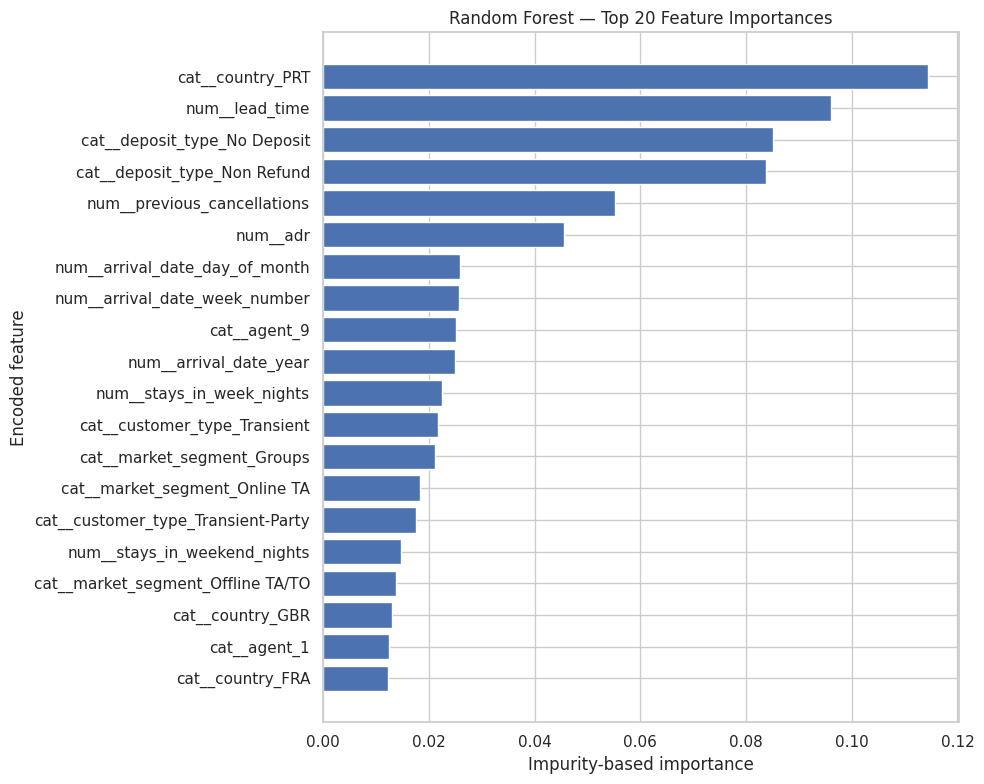 Random Forest — Top 20 Feature Importances
Encoded feature
cat__country_PRT
num__lead_time
cat__deposit_type_No Deposit
cat__deposit_type_Non Refund
num__previous_cancellations
num__adr
num__arrival_date_day_of_month
num__arrival_date_week_number
cat__agent_9
num__arrival_date_year
num__stays_in_week_nights
cat__customer_type_Transient
cat__market_segment_Groups
cat__market_segment_Online TA
cat__customer_type_Transient-Party
num__stays_in_weekend_nights
cat__market_segment_Offline TA/TO
cat__country_GBR
cat__agent_1
cat__country_FRA
0.00 0.02 0.04 0.06 0.08 0.10 0.12
Impurity-based importance